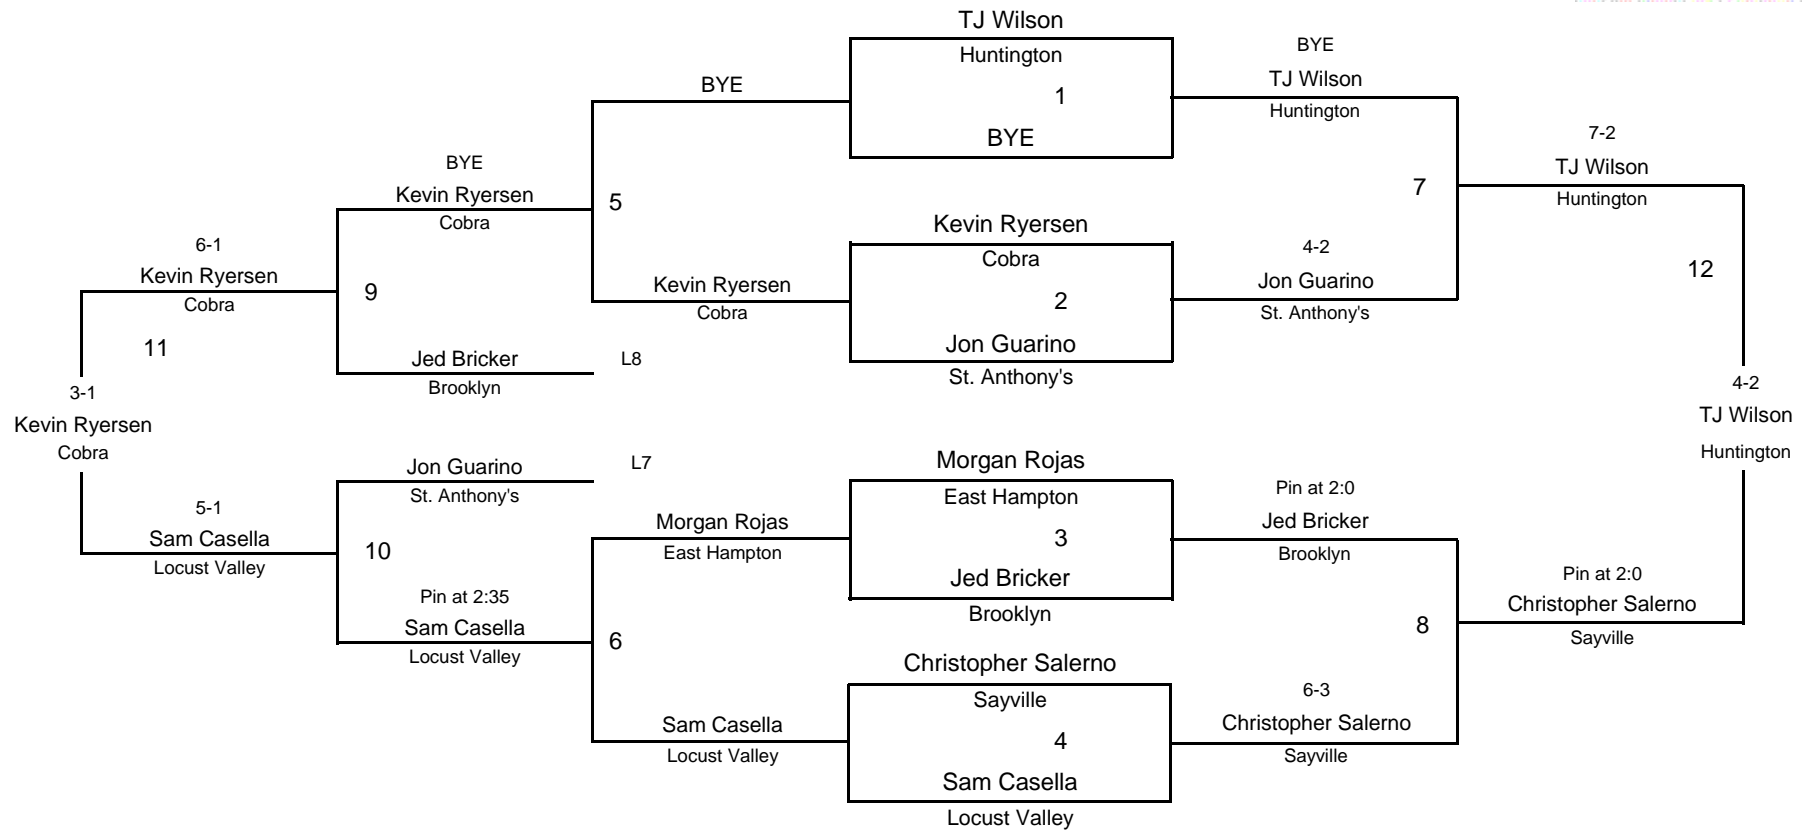 TJ Wilson
Huntington
1
BYE
BYE
TJ Wilson
Huntington
BYE
7-2
TJ Wilson
Huntington
BYE
Kevin Ryersen
Cobra
5
7
Kevin Ryersen
Cobra
2
Jon Guarino
St. Anthony's
4-2
Jon Guarino
St. Anthony's
12
6-1
Kevin Ryersen
Cobra
9
Kevin Ryersen
Cobra
11
Jed Bricker
Brooklyn
L8
3-1
Kevin Ryersen
Cobra
4-2
TJ Wilson
Huntington
Jon Guarino
St. Anthony's
L7
Morgan Rojas
East Hampton
3
Jed Bricker
Brooklyn
Pin at 2:0
Jed Bricker
Brooklyn
5-1
Sam Casella
Locust Valley
10
Morgan Rojas
East Hampton
Pin at 2:0
Christopher Salerno
Sayville
Pin at 2:35
Sam Casella
Locust Valley
6
8
Christopher Salerno
Sayville
4
Sam Casella
Locust Valley
6-3
Christopher Salerno
Sayville
Sam Casella
Locust Valley